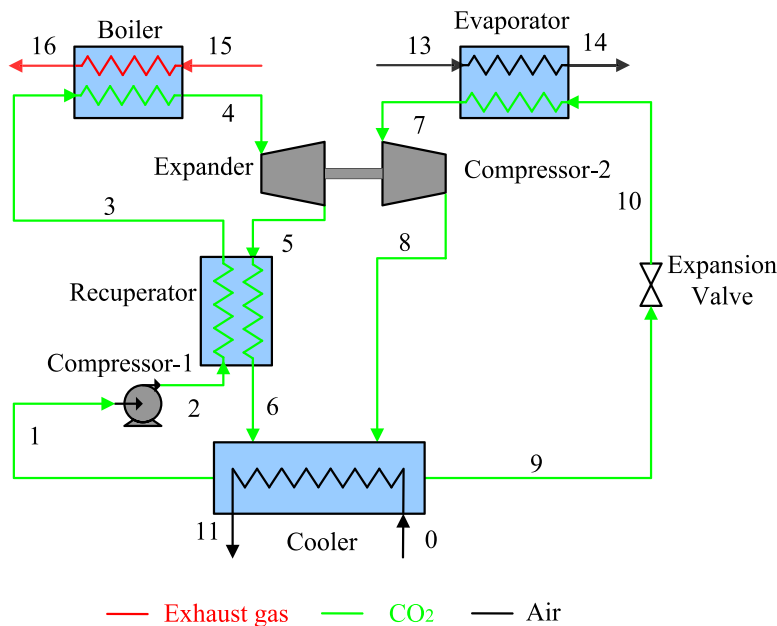 Boiler
Evaporator
16
15
13
14
4
7
Expander
Compressor-2
3
10
5
8
Recuperator
Expansion
Valve
Compressor-1
2
6
1
9
11
Cooler
0
Exhaust gas
CO₂
Air